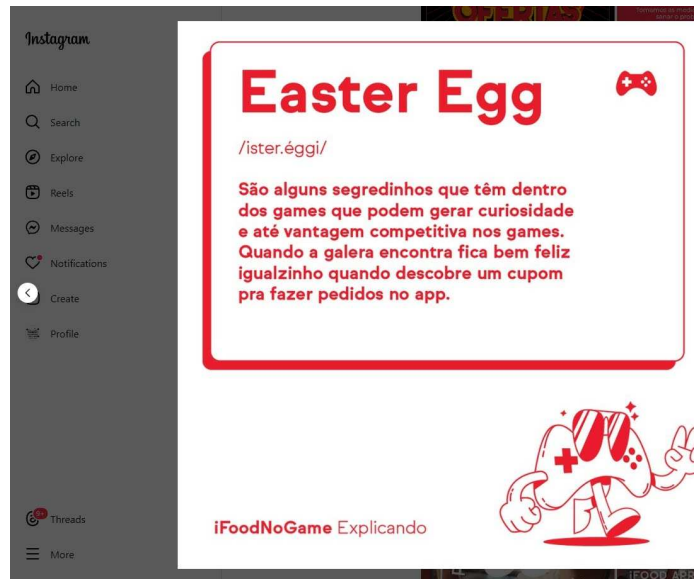 Instagram
Home
Search
Explore
Reels
Messages
Notifications
Create
Profile
9+
Threads
More
Easter Egg
/ister.éggi/
São alguns segredinhos que têm dentro
dos games que podem gerar curiosidade
e até vantagem competitiva nos games.
Quando a galera encontra fica bem feliz
igualzinho quando descobre um cupom
pra fazer pedidos no app.
iFoodNoGame Explicando